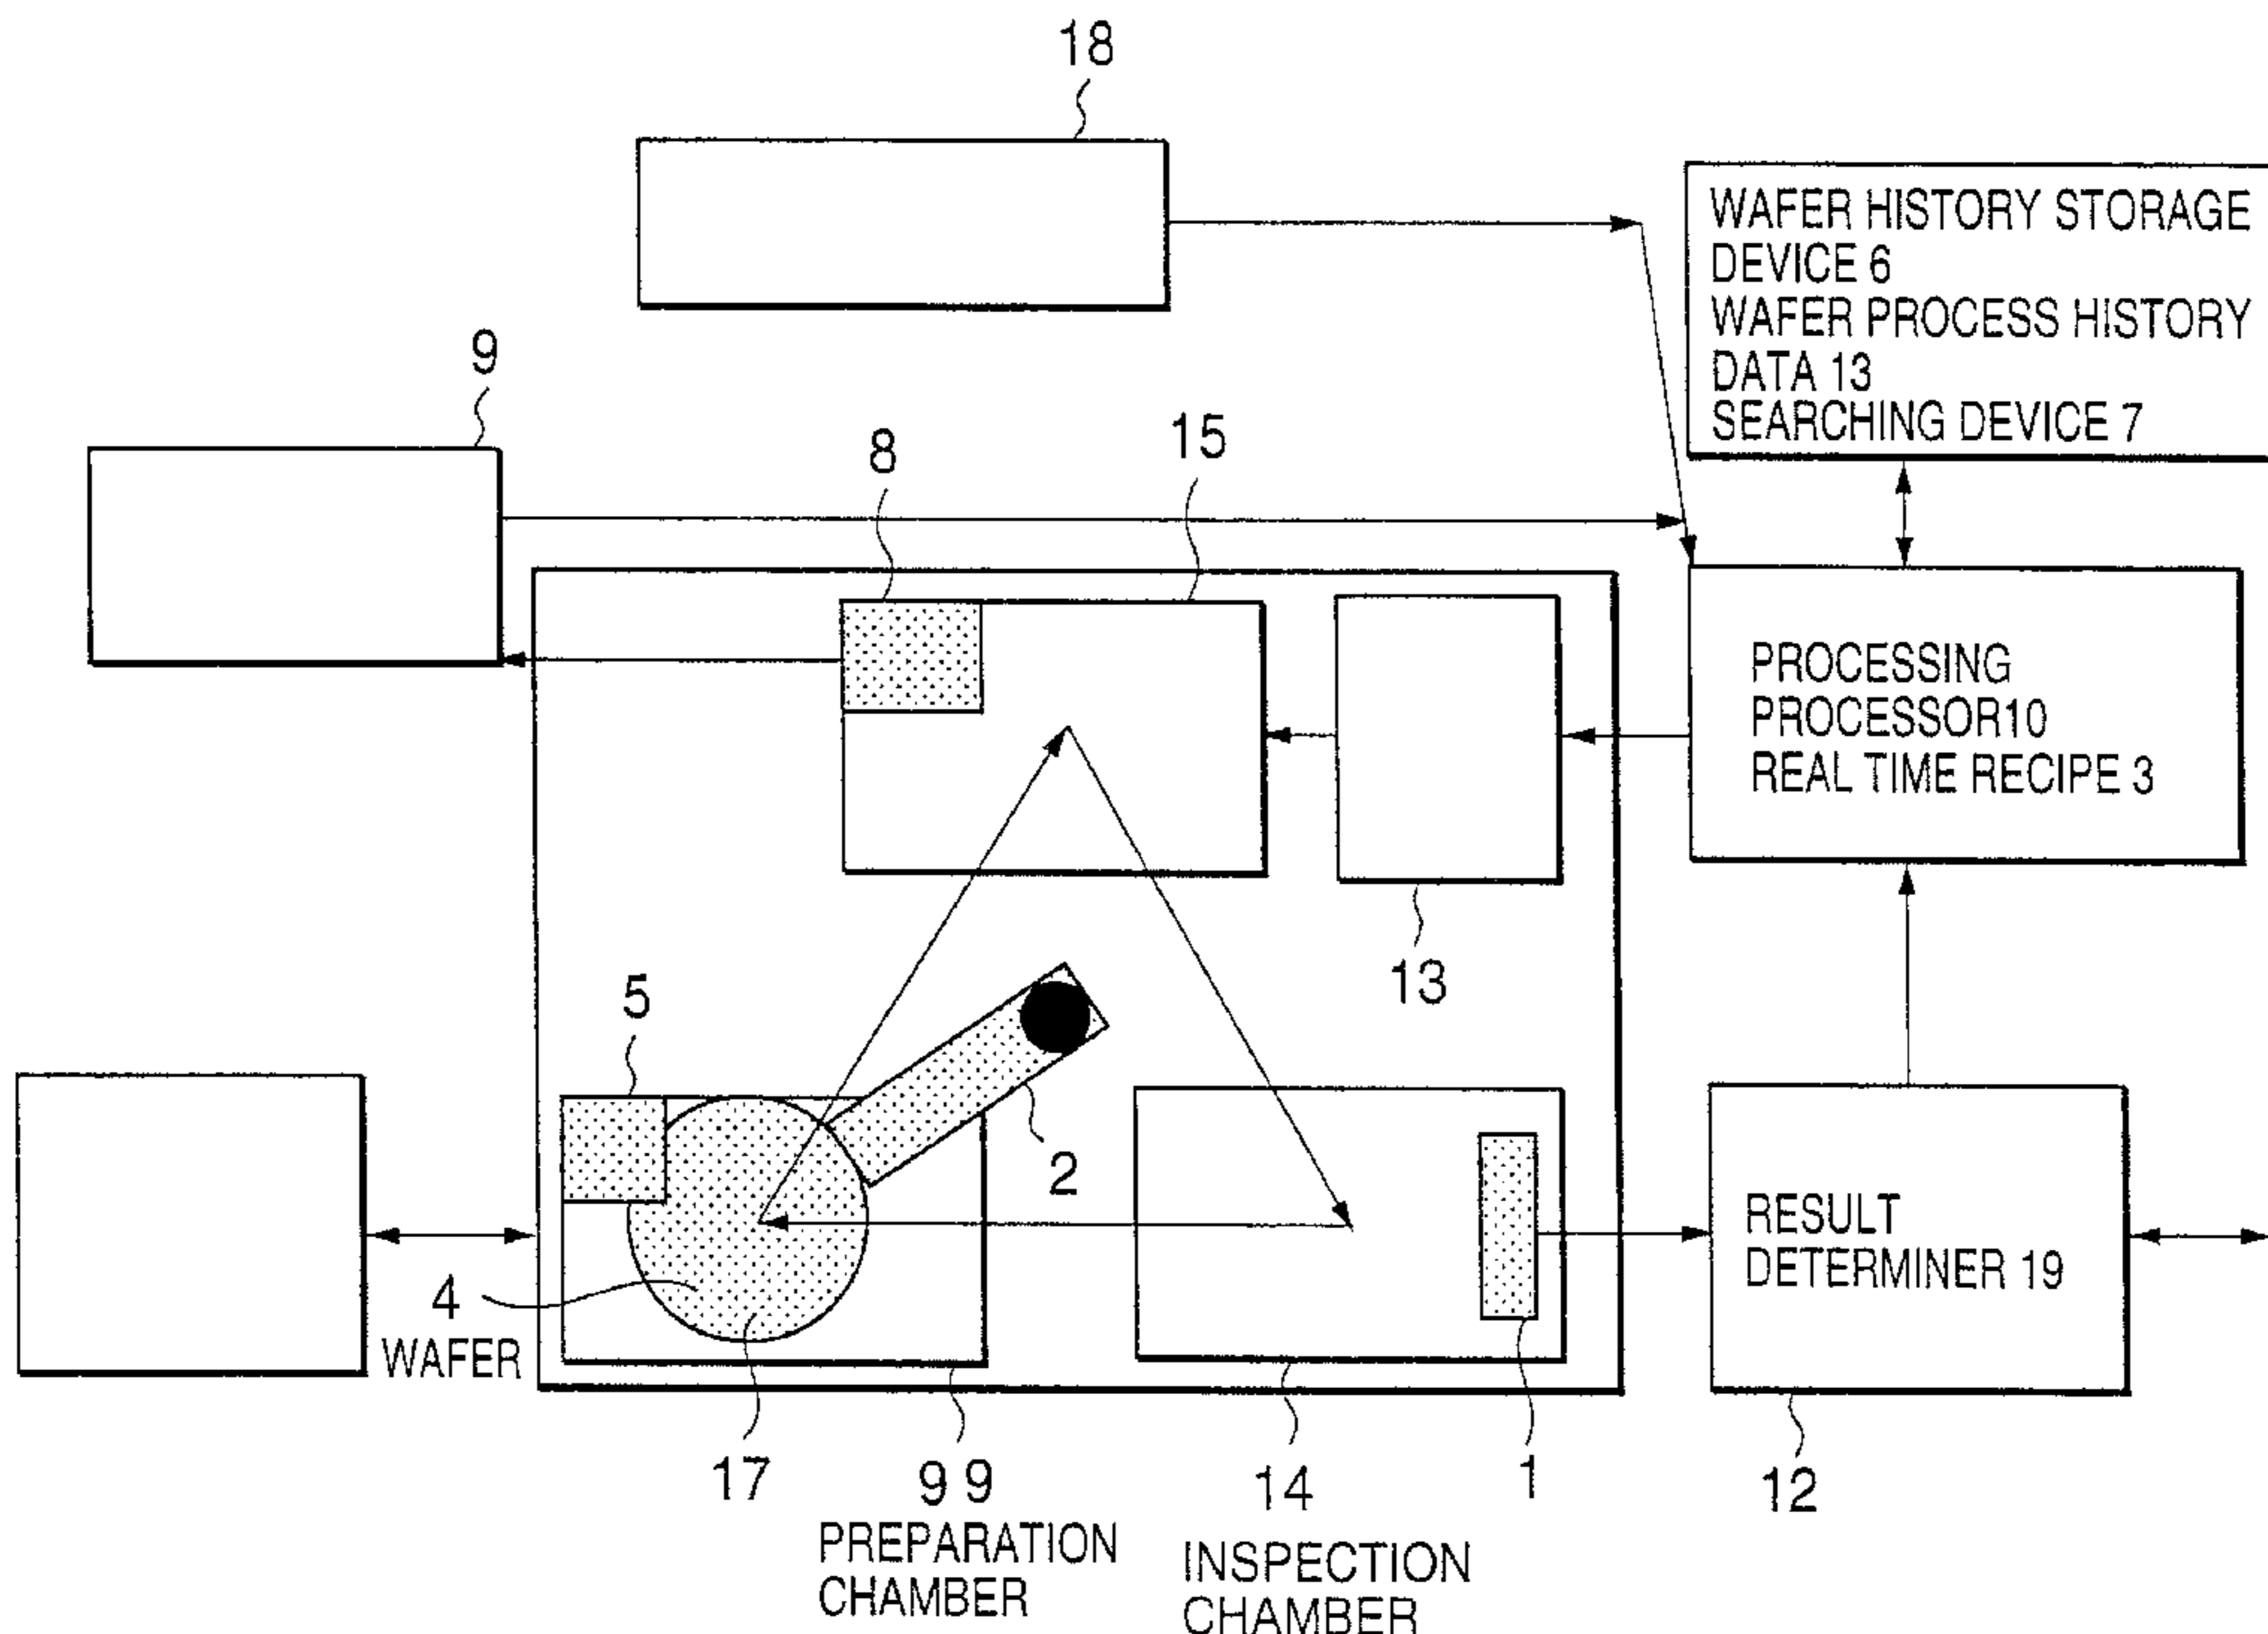 18
WAFER HISTORY STORAGE
DEVICE 6
WAFER PROCESS HISTORY
DATA 13
SEARCHING DEVICE 7
9
8
15
PROCESSING
PROCESSOR10
REAL TIME RECIPE 3
13
5
2
RESULT
DETERMINER 19
4
WAFER
17
9 9
PREPARATION
CHAMBER
14
INSPECTION
CHAMBER
1
12